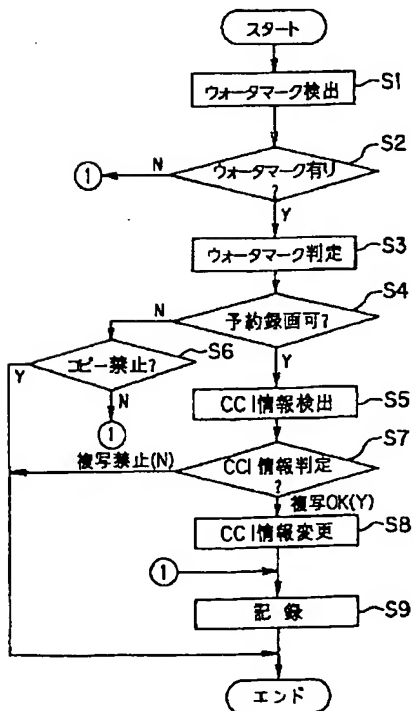 スタート
ウォータマーク検出
S1
ウォータマーク有り
?
S2
N
①
Y
ウォータマーク判定
S3
予約録画可?
S4
N
Y
コピー禁止?
S6
Y
N
①
CCI情報検出
S5
CCI情報判定
?
S7
複写禁止(N)
複写OK(Y)
CCI情報変更
S8
①
記 録
S9
エンド